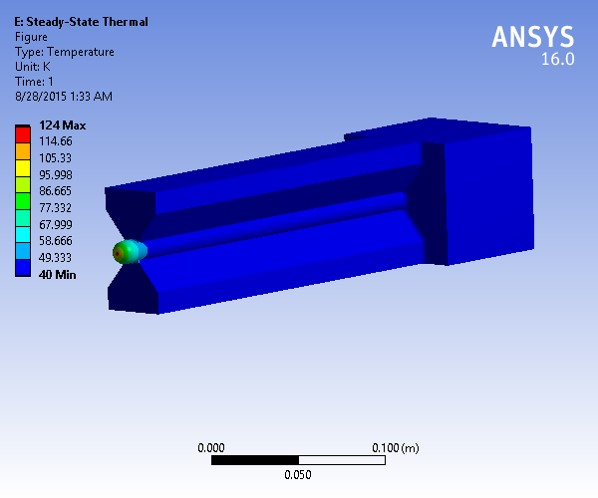 E: Steady-State Thermal
Figure
Type: Temperature
Unit: K
Time: 1
8/28/2015 1:33 AM
ANSYS
16.0
124 Max
114.66
105.33
95.998
86.665
77.332
67.999
58.666
49.333
40 Min
0.000 0.100 (m)
0.050